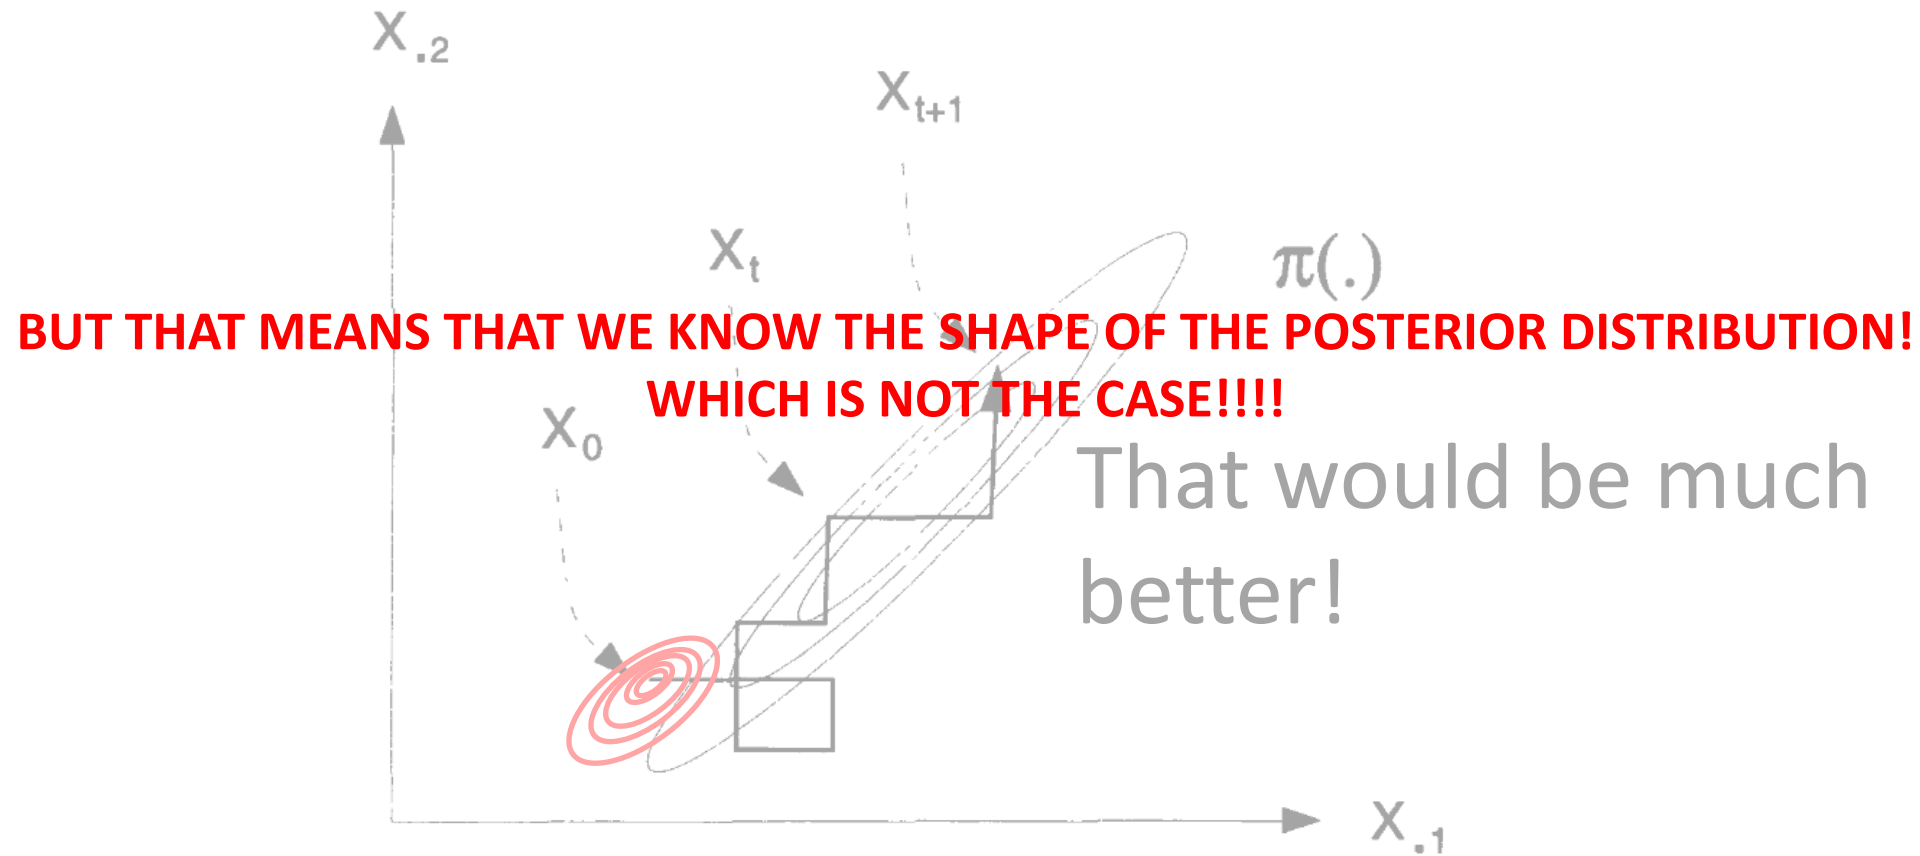 X.2
Xt+1
Xt
π(.)
BUT THAT MEANS THAT WE KNOW THE SHAPE OF THE POSTERIOR DISTRIBUTION!
WHICH IS NOT THE CASE!!!!
X0
That would be much
better!
X.1